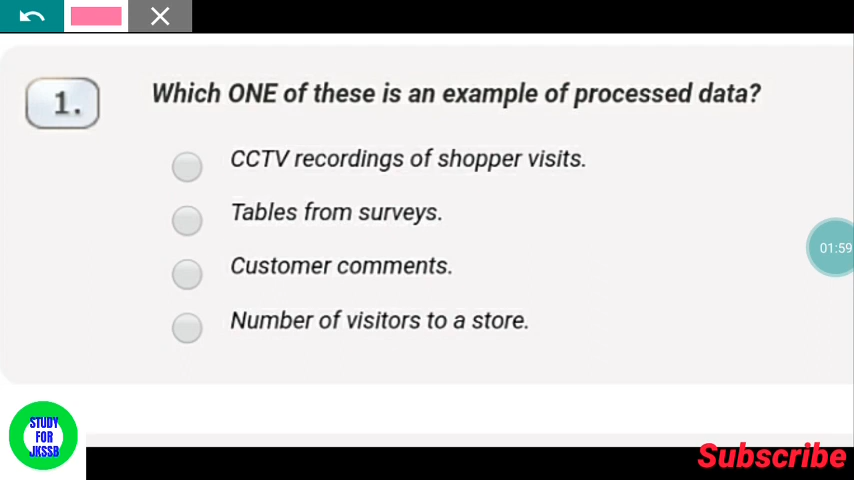 1.
Which ONE of these is an example of processed data?
CCTV recordings of shopper visits.
Tables from surveys.
Customer comments.
01:59
Number of visitors to a store.
STUDY
FOR
JKSSB
Subscribe